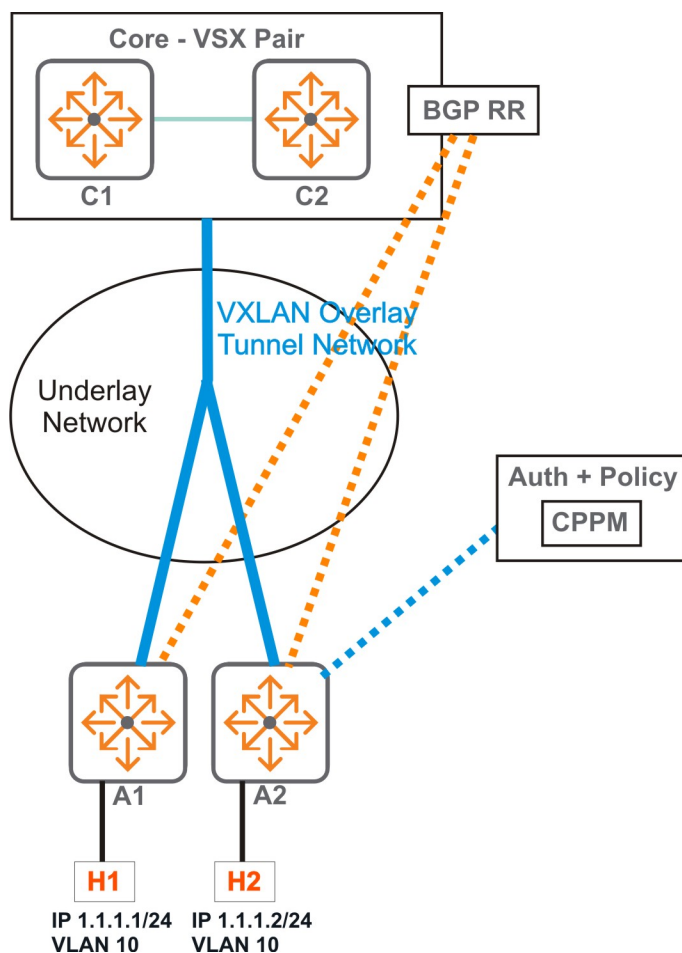 Core - VSX Pair
C1
C2
BGP RR
VXLAN Overlay
Tunnel Network
Underlay
Network
Auth + Policy
CPPM
A1
A2
H1
H2
IP 1.1.1.1/24
VLAN 10
IP 1.1.1.2/24
VLAN 10